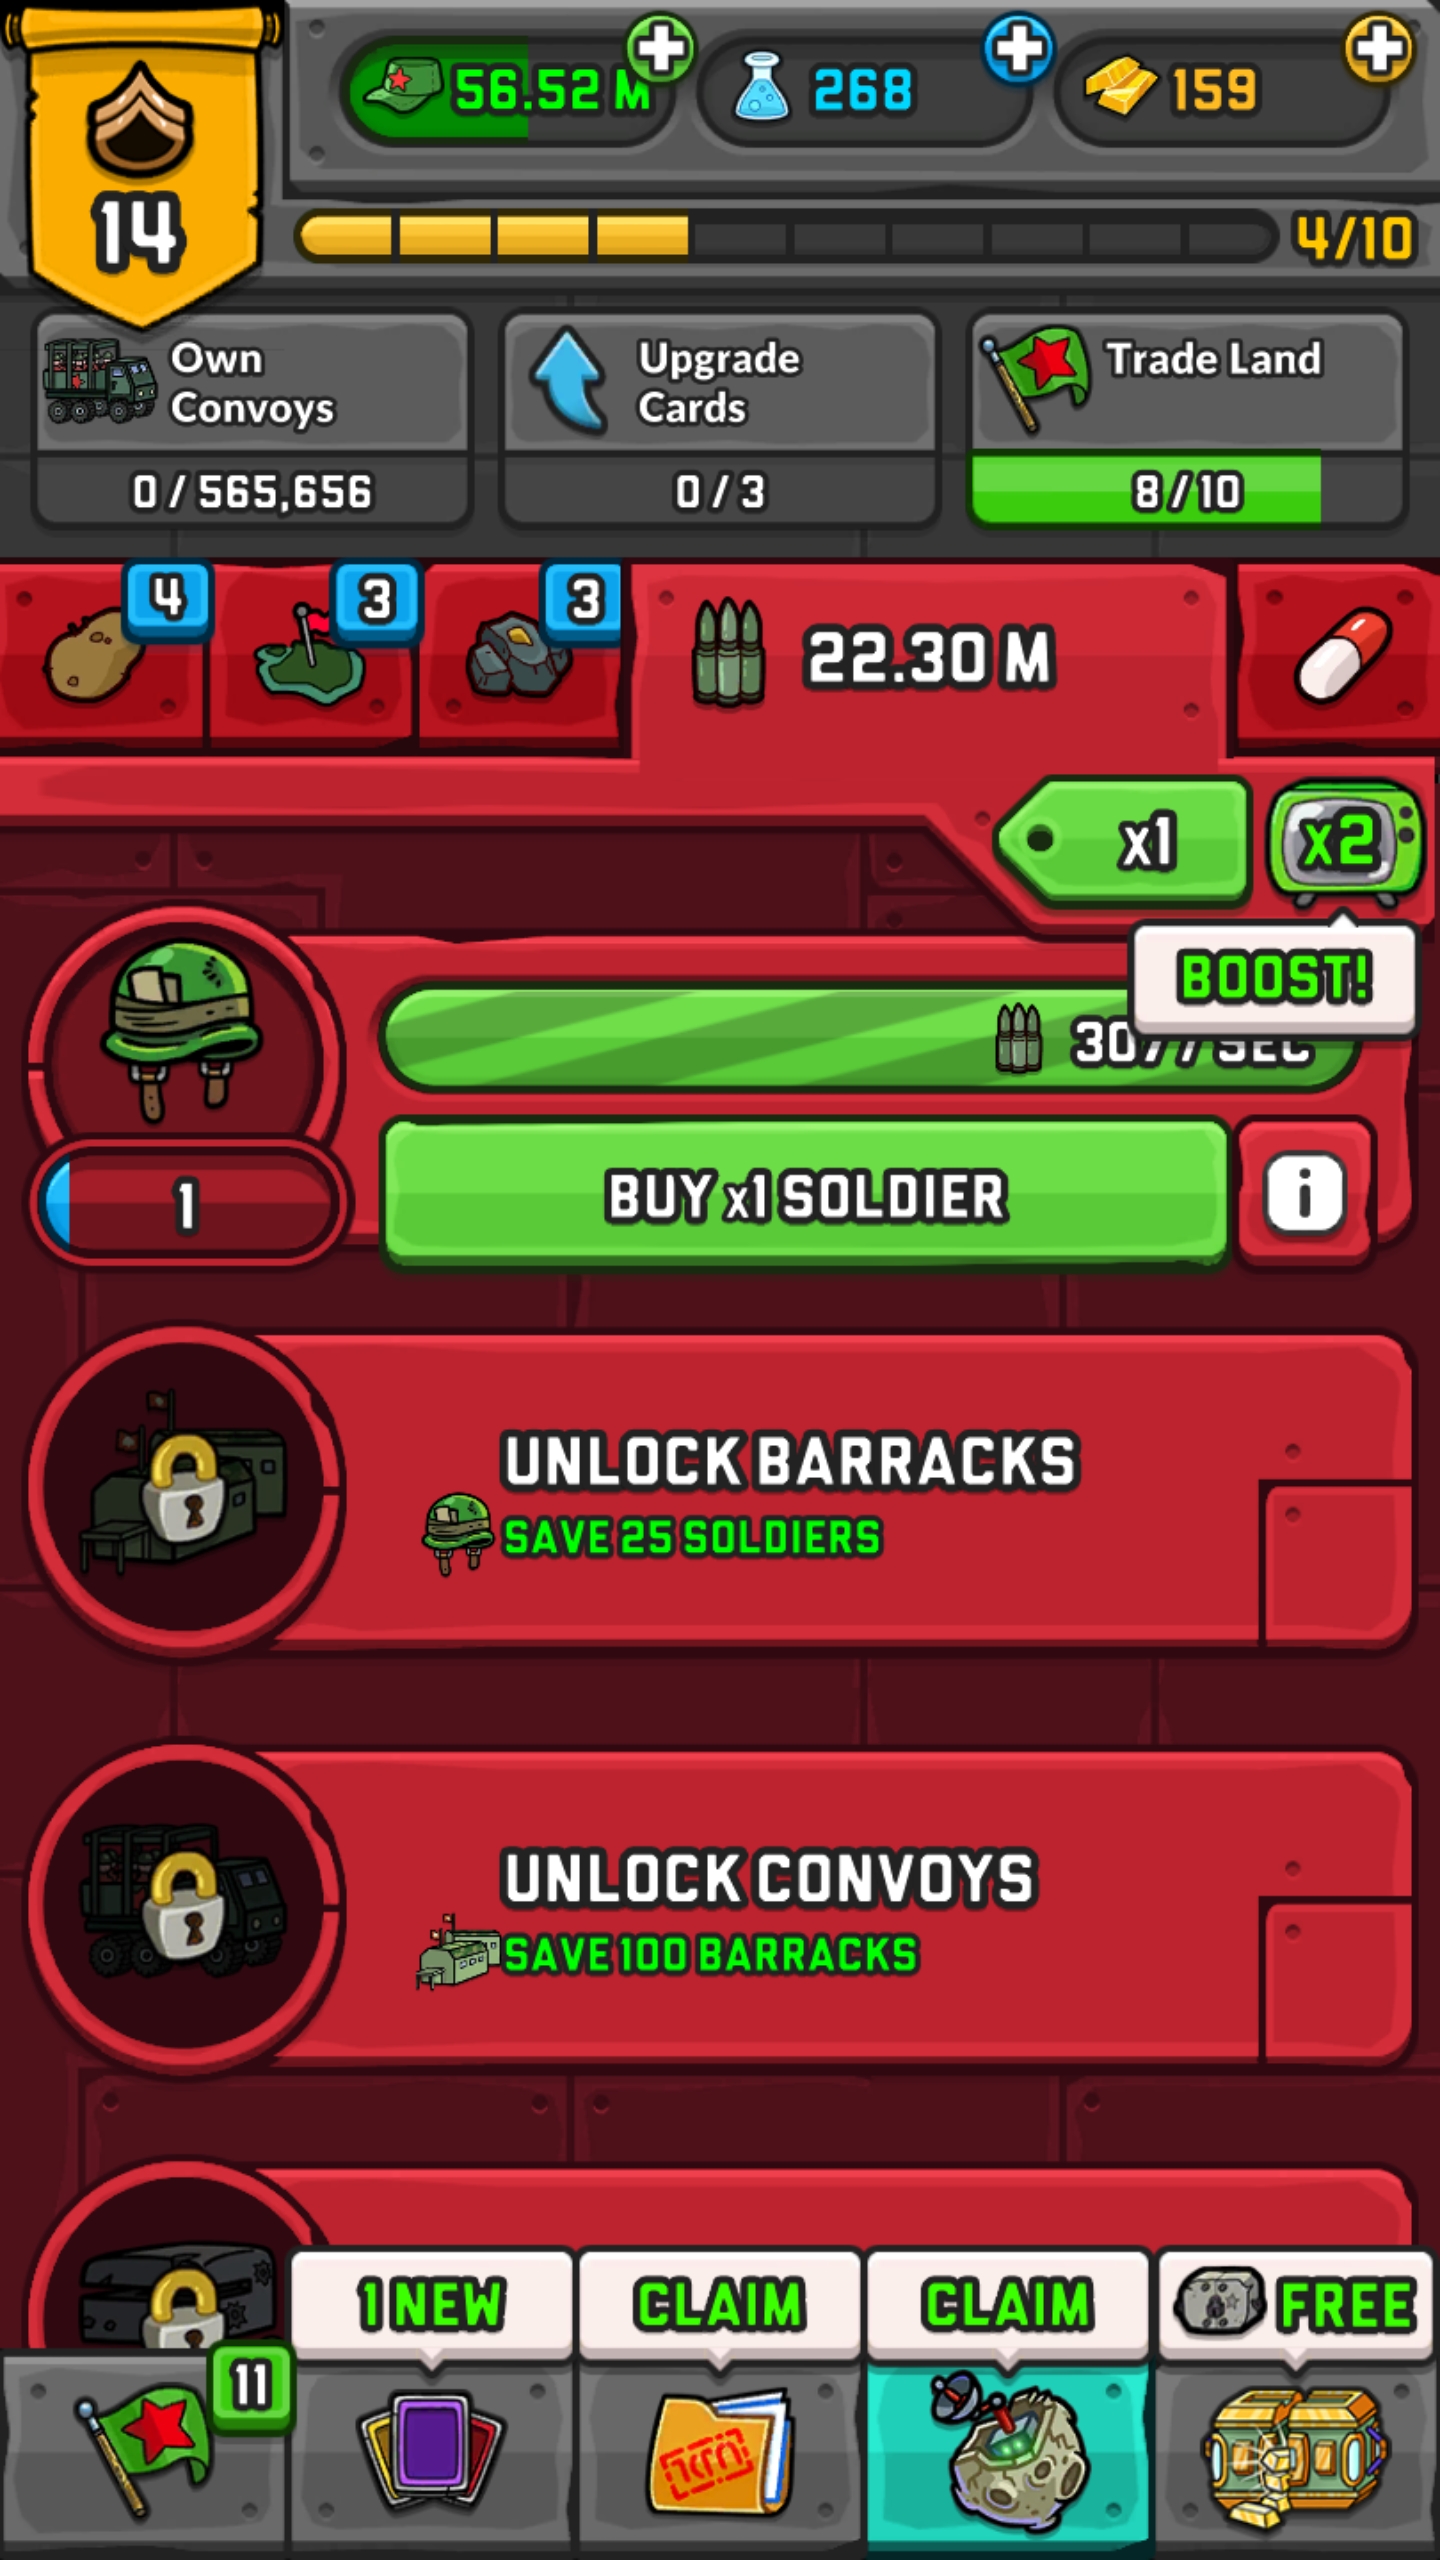 56.52 M
268
159
14
4/10
Own
Convoys
0 / 565,656
Upgrade
Cards
0 / 3
Trade Land
8 / 10
4
3
3
22.30 M
x1
x2
BOOST!
3077/SEC
1
BUY x1 SOLDIER
i
UNLOCK BARRACKS
SAVE 25 SOLDIERS
UNLOCK CONVOYS
SAVE 100 BARRACKS
1 NEW
CLAIM
CLAIM
FREE
11